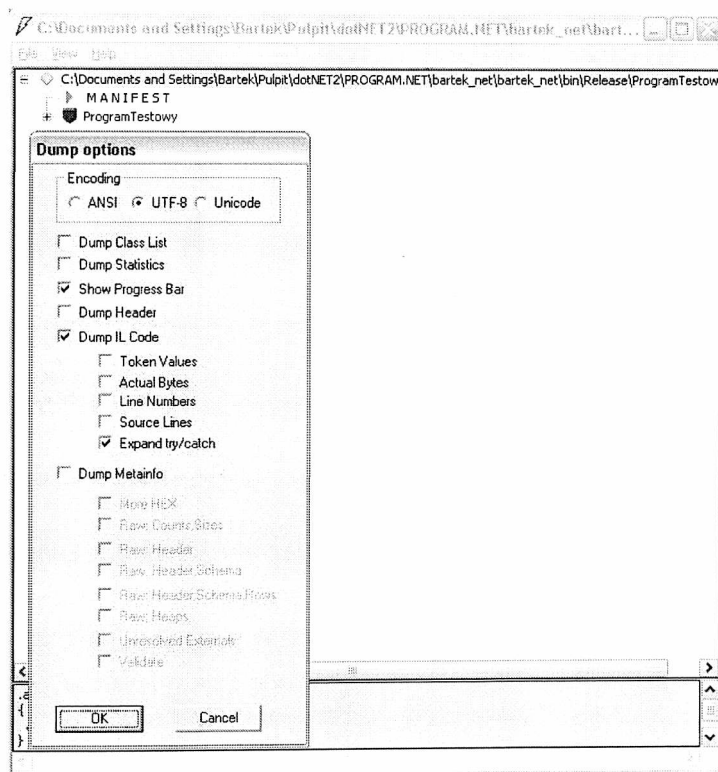 C:\Documents and Settings\Bartek\Pulpit\dotNET2\PROGRAM.NET\bartek_net\bart...
File View Help
C:\Documents and Settings\Bartek\Pulpit\dotNET2\PROGRAM.NET\bartek_net\bartek_net\bin\Release\ProgramTestow
MANIFEST
ProgramTestowy
Dump options
Encoding
ANSI UTF-8 Unicode
Dump Class List
Dump Statistics
Show Progress Bar
Dump Header
Dump IL Code
Token Values
Actual Bytes
Line Numbers
Source Lines
Expand try/catch
Dump Metainfo
More HEX
Raw: Counts,Sizes
Raw: Header
Raw: Header,Schema
Raw: Header,Schema,Rows
Raw: Heaps
Unresolved Externals
Validate
.a
{
OK Cancel
}